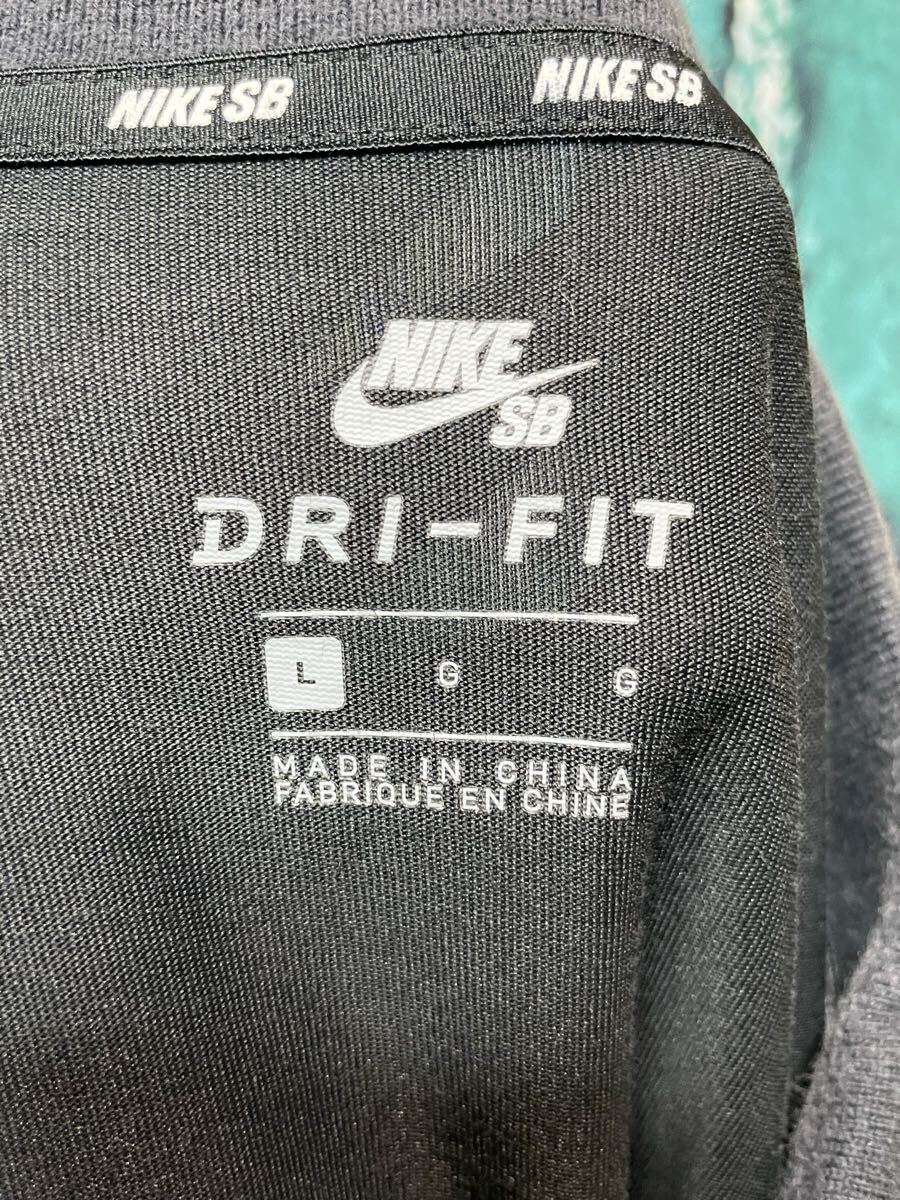 NIKE SB NIKE SB
NIKE
SB
DRI-FIT
L G G
MADE IN CHINA
FABRIQUE EN CHINE